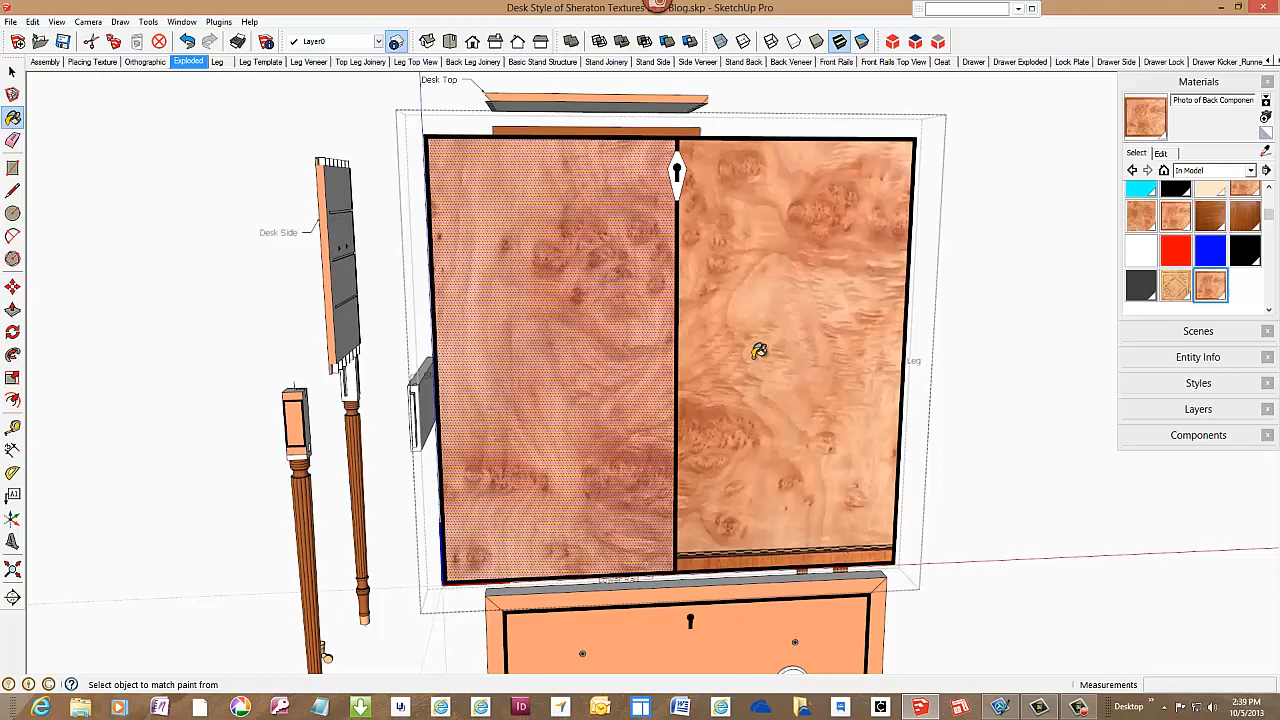 Desk Style of Sheraton Textures
Blog.skp - SketchUp Pro
File Edit View Camera Draw Tools Window Plugins Help
Layer0
Assembly Placing Texture Orthographic Exploded Leg Leg Template Leg Veneer Top Leg Joinery Leg Top View Back Leg Joinery Basic Stand Structure Stand Joinery Stand Side Side Veneer Stand Back Back Veneer Front Rails Front Rails Top View Cleat Drawer Drawer Exploded Lock Plate Drawer Lock Drawer Kicker _Runne
Desk Top
Desk Side
Leg
Lower Rail
Materials
Photo of Back Componen
Select Edit
In Model
Scenes
Entity Info
Styles
Layers
Components
Select object to match paint from
Measurements
Desktop
2:39 PM
10/5/2013